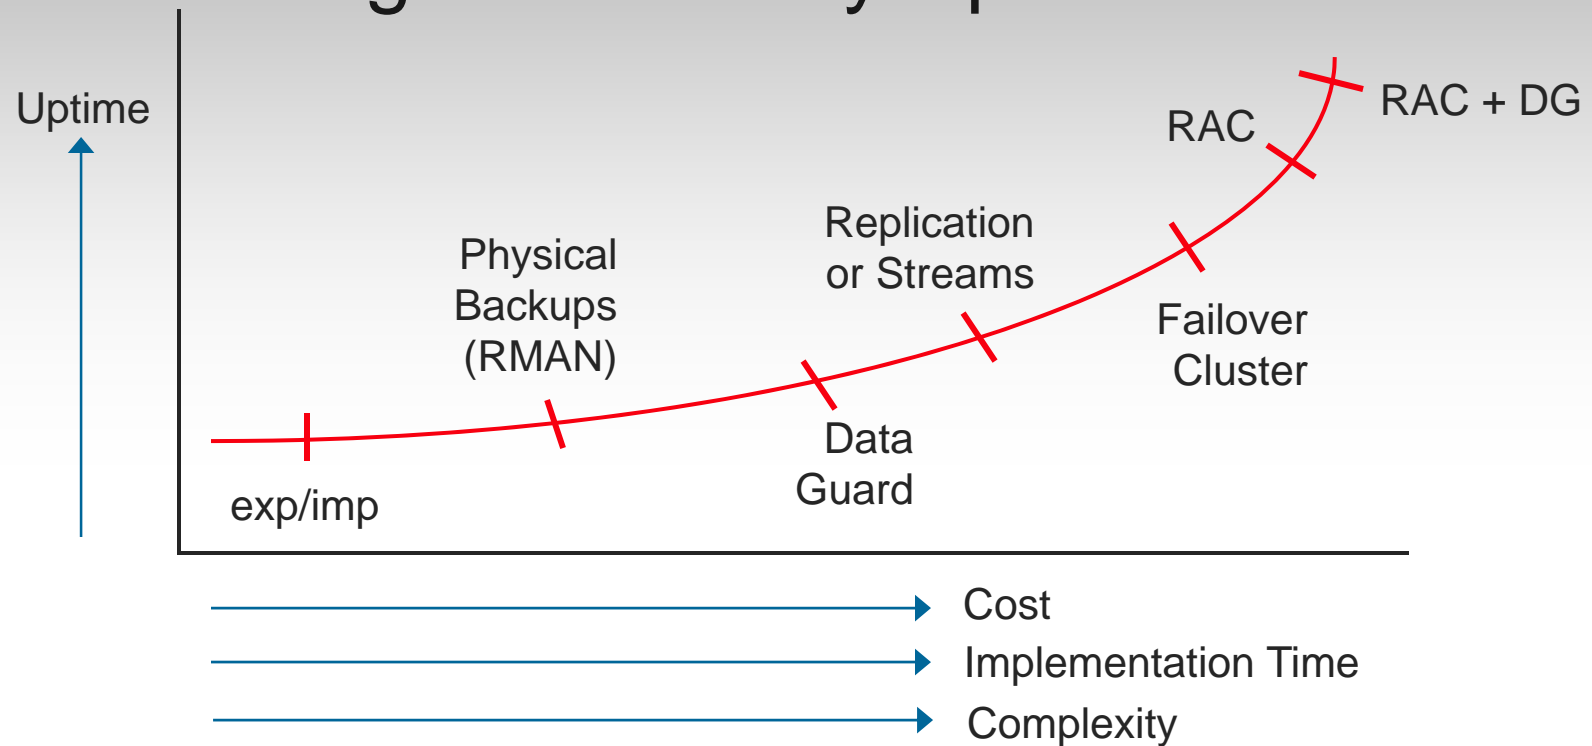 Uptime
RAC + DG
RAC
Replication
or Streams
Physical
Backups
(RMAN)
Failover
Cluster
Data
Guard
exp/imp
Cost
Implementation Time
Complexity